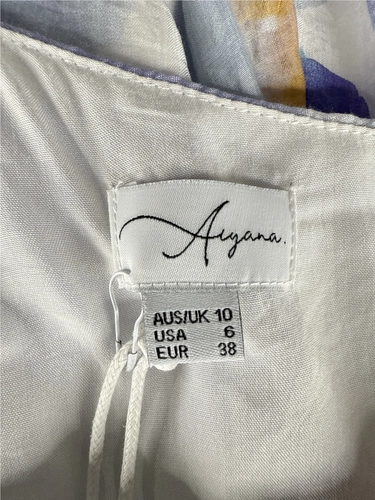 Aiyana.
AUS/UK 10
USA 6
EUR 38